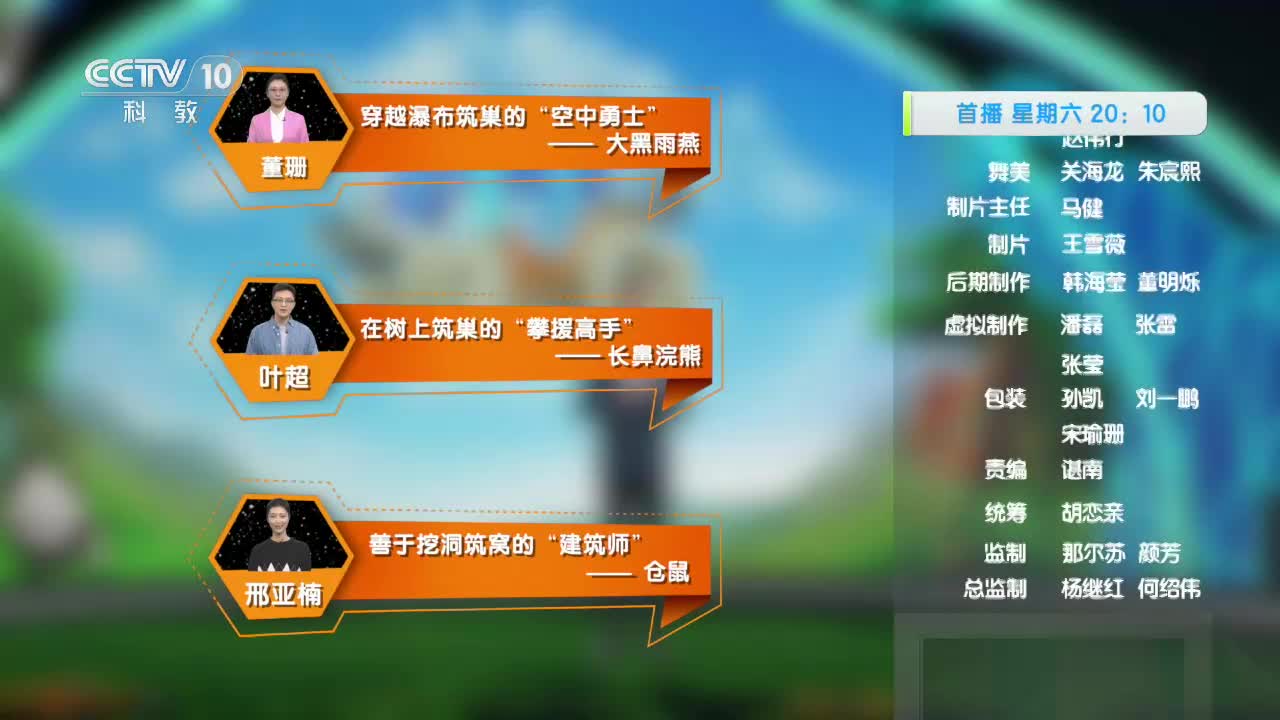 CCTV 10
科教
董珊
穿越瀑布筑巢的“空中勇士”
—— 大黑雨燕
叶超
在树上筑巢的“攀援高手”
—— 长鼻浣熊
邢亚楠
善于挖洞筑窝的“建筑师”
—— 仓鼠
首播 星期六 20：10
舞美 关海龙 朱宸熙
制片主任 马健
制片 王雪薇
后期制作 韩海莹 董明烁
虚拟制作 潘磊 张雷
张莹
包装 孙凯 刘一鹏
宋瑜珊
责编 谌南
统筹 胡恋亲
监制 那尔苏 颜芳
总监制 杨继红 何绍伟